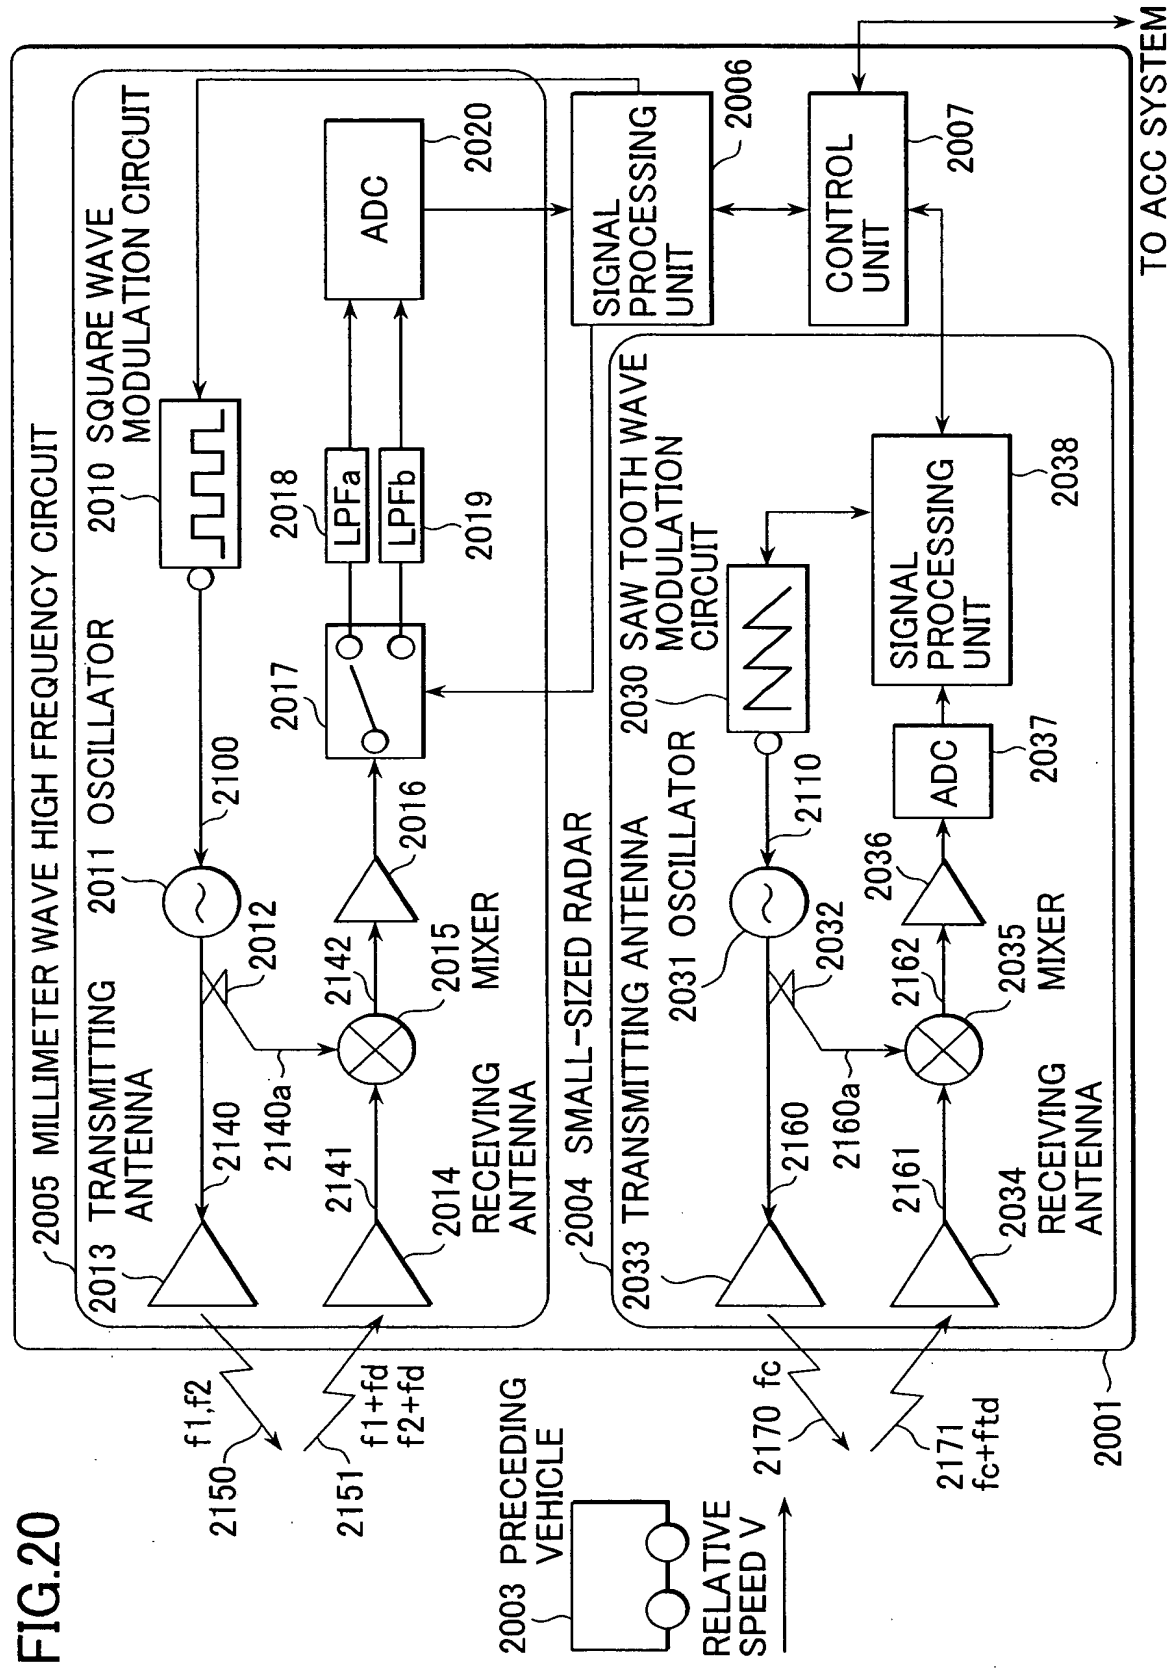 FIG.20
2005 MILLIMETER WAVE HIGH FREQUENCY CIRCUIT
2013 TRANSMITTING
ANTENNA
2011 OSCILLATOR
2010 SQUARE WAVE
MODULATION CIRCUIT
2150
f1,f2
2140
2012
2100
2140a
2151
f1+fd
f2+fd
2141
2142
2014
RECEIVING
ANTENNA
2015
MIXER
2016
2017
2018
LPFa
LPFb
2019
ADC
2020
2003 PRECEDING
VEHICLE
RELATIVE
SPEED V
2004 SMALL-SIZED RADAR
SIGNAL
PROCESSING
UNIT
2006
2033 TRANSMITTING ANTENNA
2031 OSCILLATOR
2030 SAW TOOTH WAVE
MODULATION
CIRCUIT
2170 fc
2160
2032
2110
2160a
2171
fc+ftd
2161
2162
2034
RECEIVING
ANTENNA
2035
MIXER
2036
ADC
2037
SIGNAL
PROCESSING
UNIT
2038
CONTROL
UNIT
2007
2001
TO ACC SYSTEM